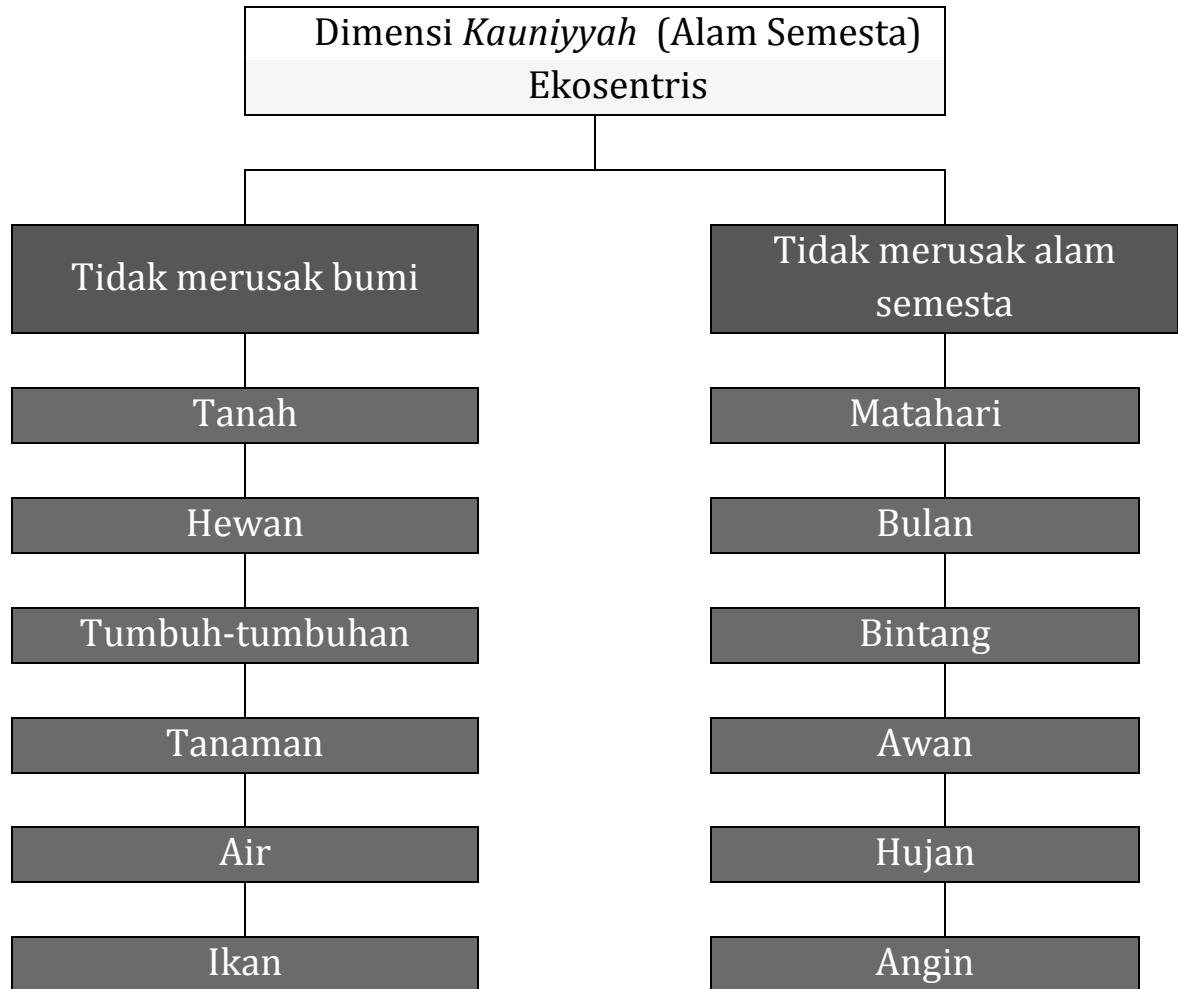 Dimensi Kauniyyah (Alam Semesta)
Ekosentris
Tidak merusak bumi
Tanah
Hewan
Tumbuh-tumbuhan
Tanaman
Air
Ikan
Tidak merusak alam
semesta
Matahari
Bulan
Bintang
Awan
Hujan
Angin